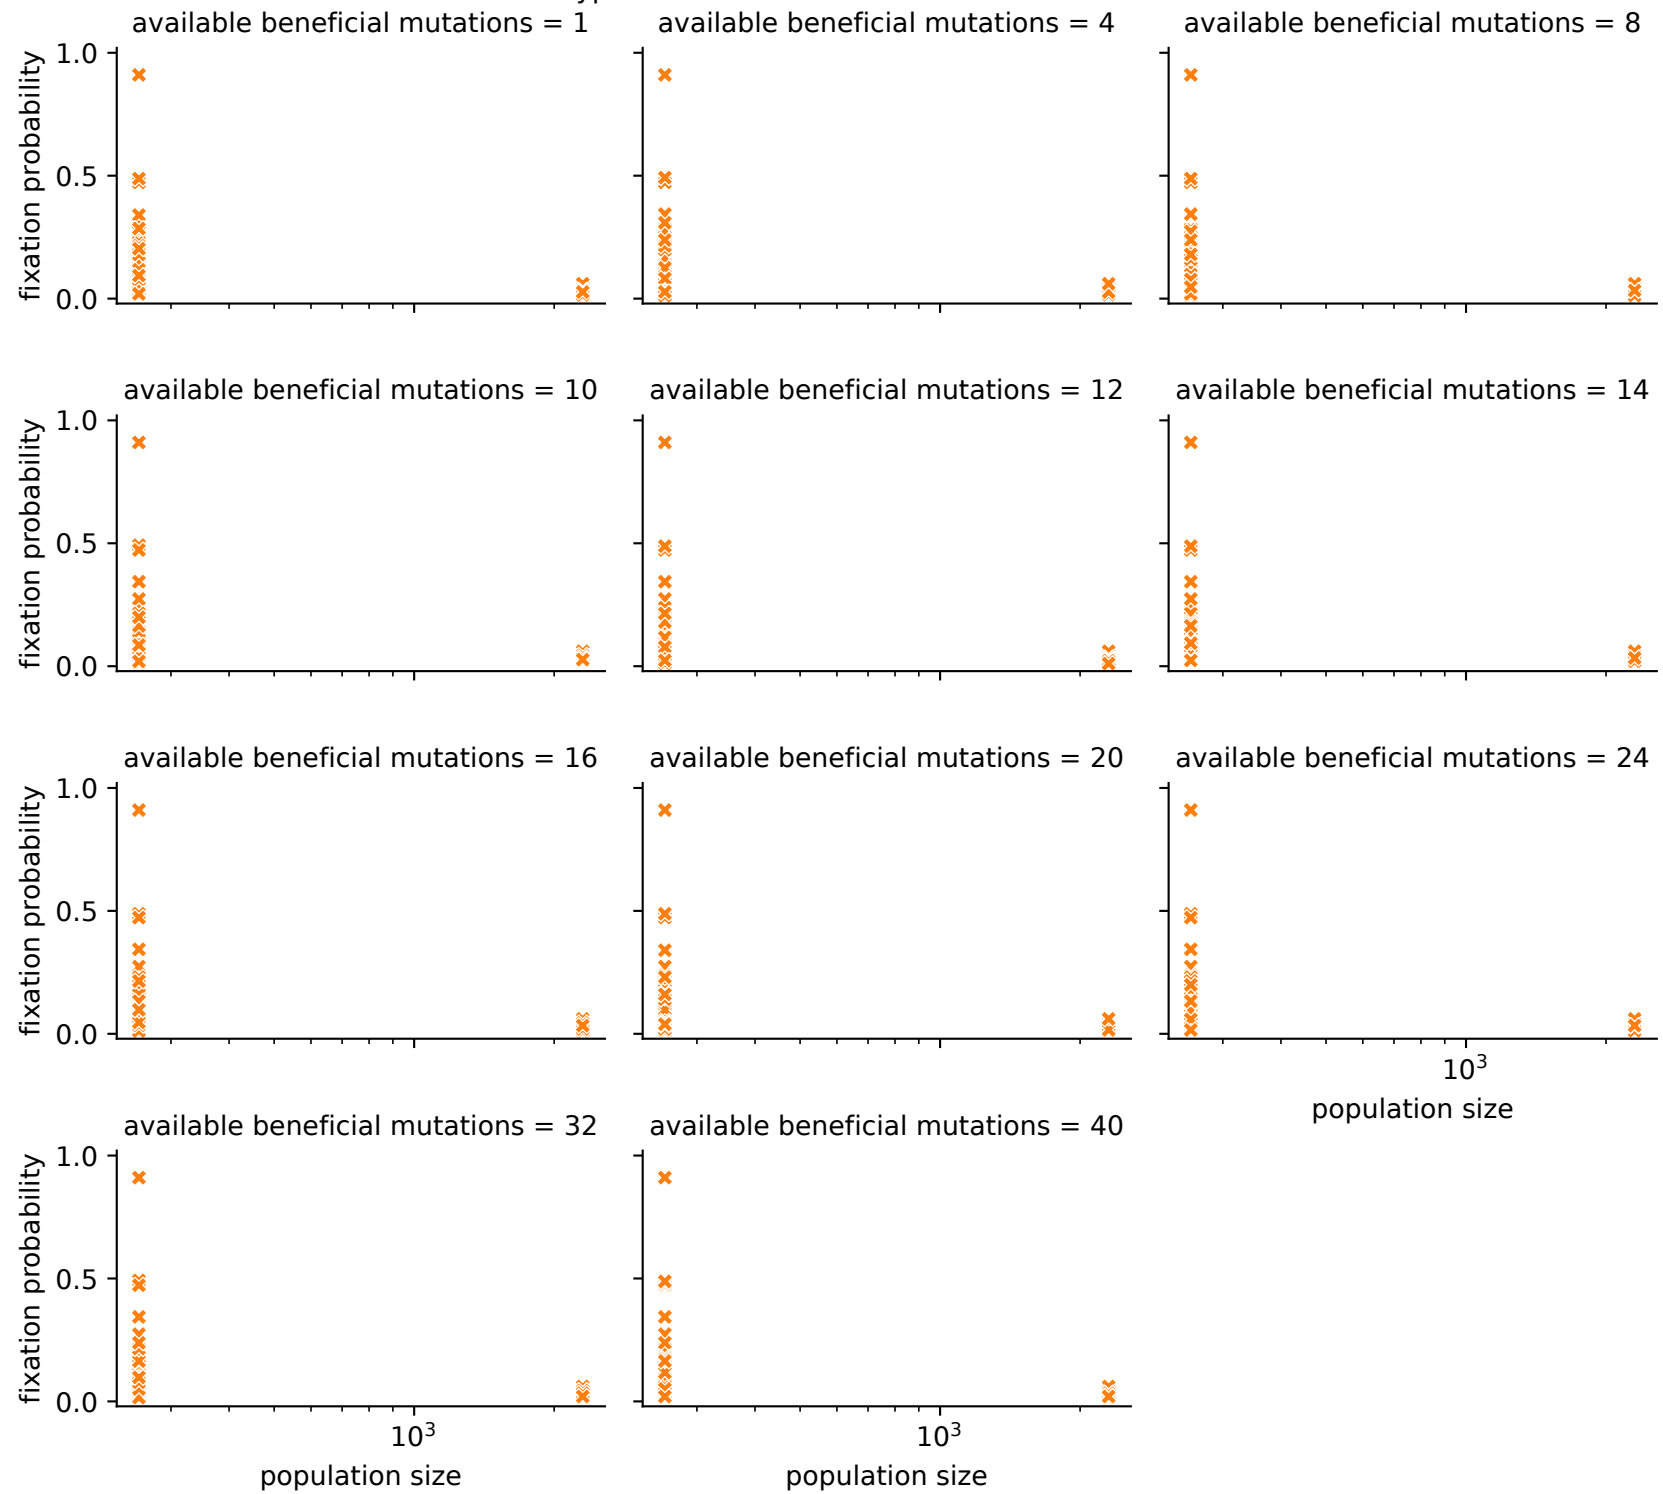 available beneficial mutations = 1
available beneficial mutations = 4
available beneficial mutations = 8
fixation probability
1.0
0.5
0.0
available beneficial mutations = 10
available beneficial mutations = 12
available beneficial mutations = 14
fixation probability
1.0
0.5
0.0
available beneficial mutations = 16
available beneficial mutations = 20
available beneficial mutations = 24
fixation probability
1.0
0.5
0.0
10³
population size
available beneficial mutations = 32
available beneficial mutations = 40
fixation probability
1.0
0.5
0.0
10³
10³
population size
population size